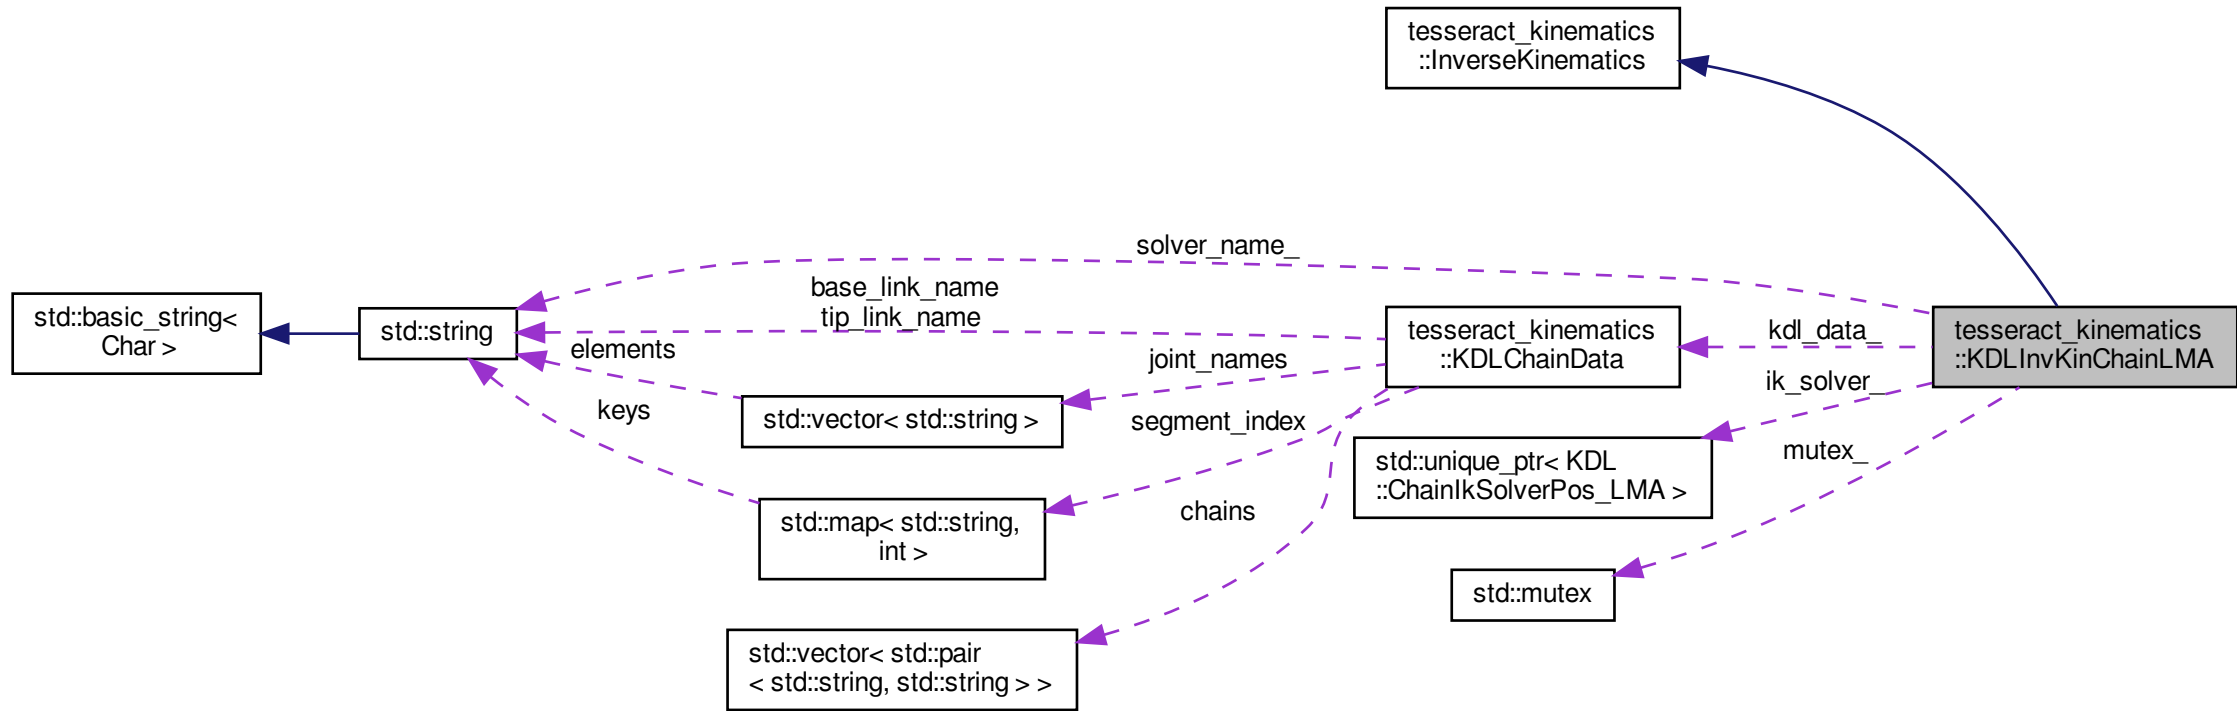 tesseract_kinematics
::InverseKinematics
solver_name_
base_link_name
tip_link_name
std::basic_string<
Char >
std::string
elements
keys
joint_names
segment_index
chains
std::vector< std::string >
std::map< std::string,
int >
std::vector< std::pair
< std::string, std::string > >
tesseract_kinematics
::KDLChainData
kdl_data_
ik_solver_
mutex_
std::unique_ptr< KDL
::ChainIkSolverPos_LMA >
std::mutex
tesseract_kinematics
::KDLInvKinChainLMA